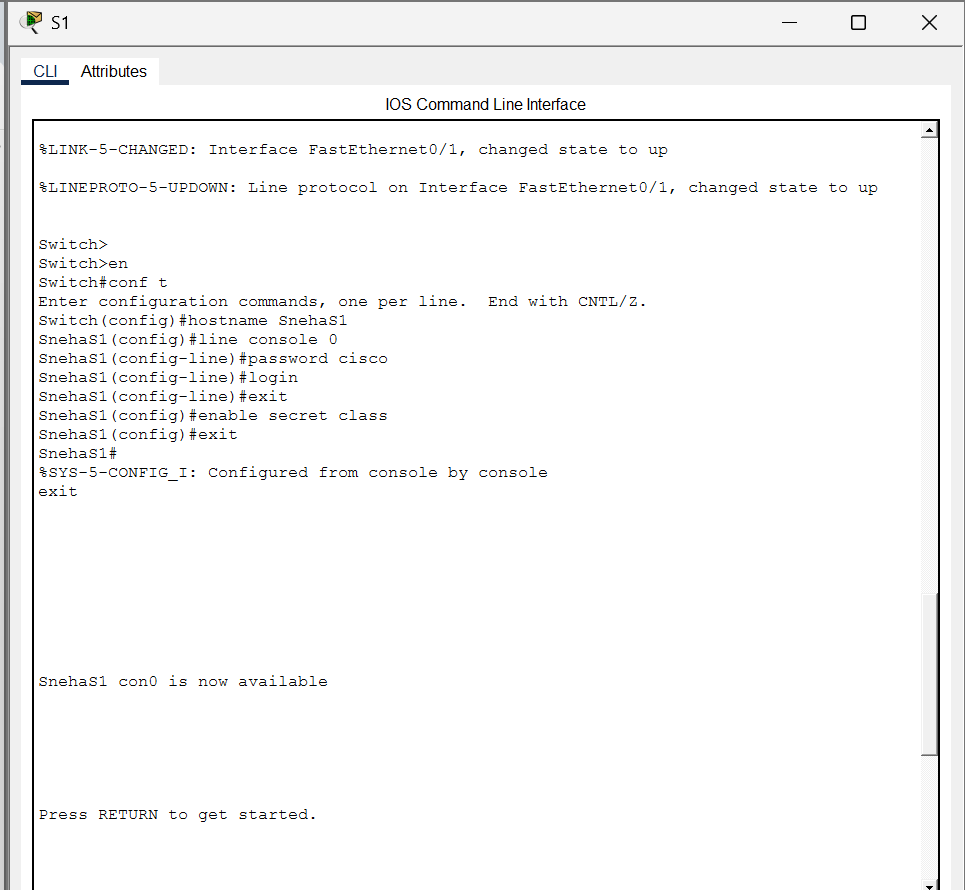 S1
CLI Attributes
IOS Command Line Interface
%LINK-5-CHANGED: Interface FastEthernet0/1, changed state to up
%LINEPROTO-5-UPDOWN: Line protocol on Interface FastEthernet0/1, changed state to up
Switch>
Switch>en
Switch#conf t
Enter configuration commands, one per line.  End with CNTL/Z.
Switch(config)#hostname SnehaS1
SnehaS1(config)#line console 0
SnehaS1(config-line)#password cisco
SnehaS1(config-line)#login
SnehaS1(config-line)#exit
SnehaS1(config)#enable secret class
SnehaS1(config)#exit
SnehaS1#
%SYS-5-CONFIG_I: Configured from console by console
exit
SnehaS1 con0 is now available
Press RETURN to get started.